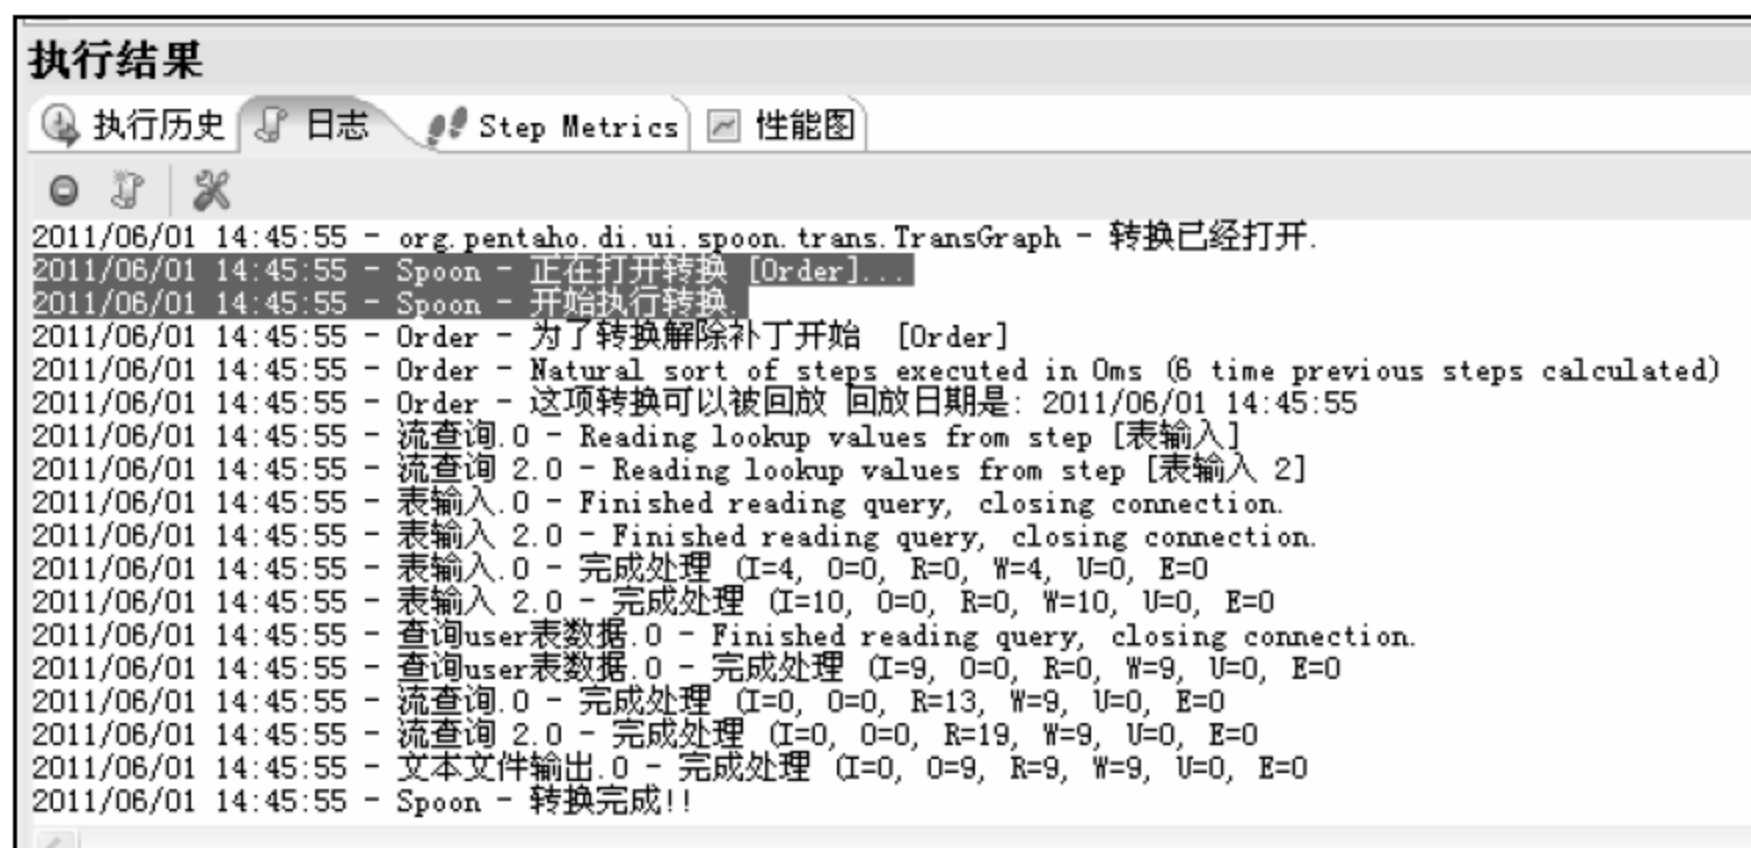 执行结果
执行历史 日志 Step Metrics 性能图
2011/06/01 14:45:55 - org.pentaho.di.ui.spoon.trans.TransGraph - 转换已经打开.
2011/06/01 14:45:55 - Spoon - 正在打开转换 [Order]...
2011/06/01 14:45:55 - Spoon - 开始执行转换.
2011/06/01 14:45:55 - Order - 为了转换解除补丁开始 [Order]
2011/06/01 14:45:55 - Order - Natural sort of steps executed in 0ms (6 time previous steps calculated)
2011/06/01 14:45:55 - Order - 这项转换可以被回放 回放日期是: 2011/06/01 14:45:55
2011/06/01 14:45:55 - 流查询.0 - Reading lookup values from step [表输入]
2011/06/01 14:45:55 - 流查询 2.0 - Reading lookup values from step [表输入 2]
2011/06/01 14:45:55 - 表输入.0 - Finished reading query, closing connection.
2011/06/01 14:45:55 - 表输入 2.0 - Finished reading query, closing connection.
2011/06/01 14:45:55 - 表输入.0 - 完成处理 (I=4, O=0, R=0, W=4, U=0, E=0
2011/06/01 14:45:55 - 表输入 2.0 - 完成处理 (I=10, O=0, R=0, W=10, U=0, E=0
2011/06/01 14:45:55 - 查询user表数据.0 - Finished reading query, closing connection.
2011/06/01 14:45:55 - 查询user表数据.0 - 完成处理 (I=9, O=0, R=0, W=9, U=0, E=0
2011/06/01 14:45:55 - 流查询.0 - 完成处理 (I=0, O=0, R=13, W=9, U=0, E=0
2011/06/01 14:45:55 - 流查询 2.0 - 完成处理 (I=0, O=0, R=19, W=9, U=0, E=0
2011/06/01 14:45:55 - 文本文件输出.0 - 完成处理 (I=0, O=9, R=9, W=9, U=0, E=0
2011/06/01 14:45:55 - Spoon - 转换完成!!